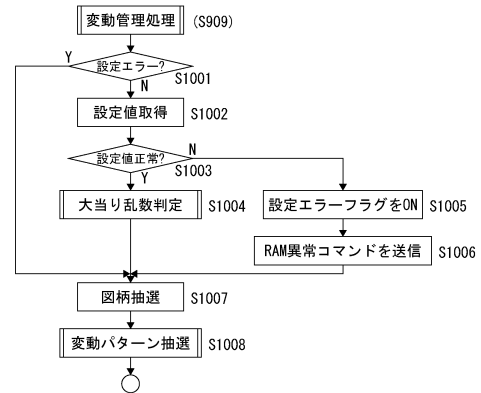 変動管理処理 (S909)
Y
設定エラー?
S1001
N
設定値取得 S1002
設定値正常?
N
S1003
Y
大当り乱数判定 S1004
設定エラーフラグをON S1005
RAM異常コマンドを送信 S1006
図柄抽選 S1007
変動パターン抽選 S1008